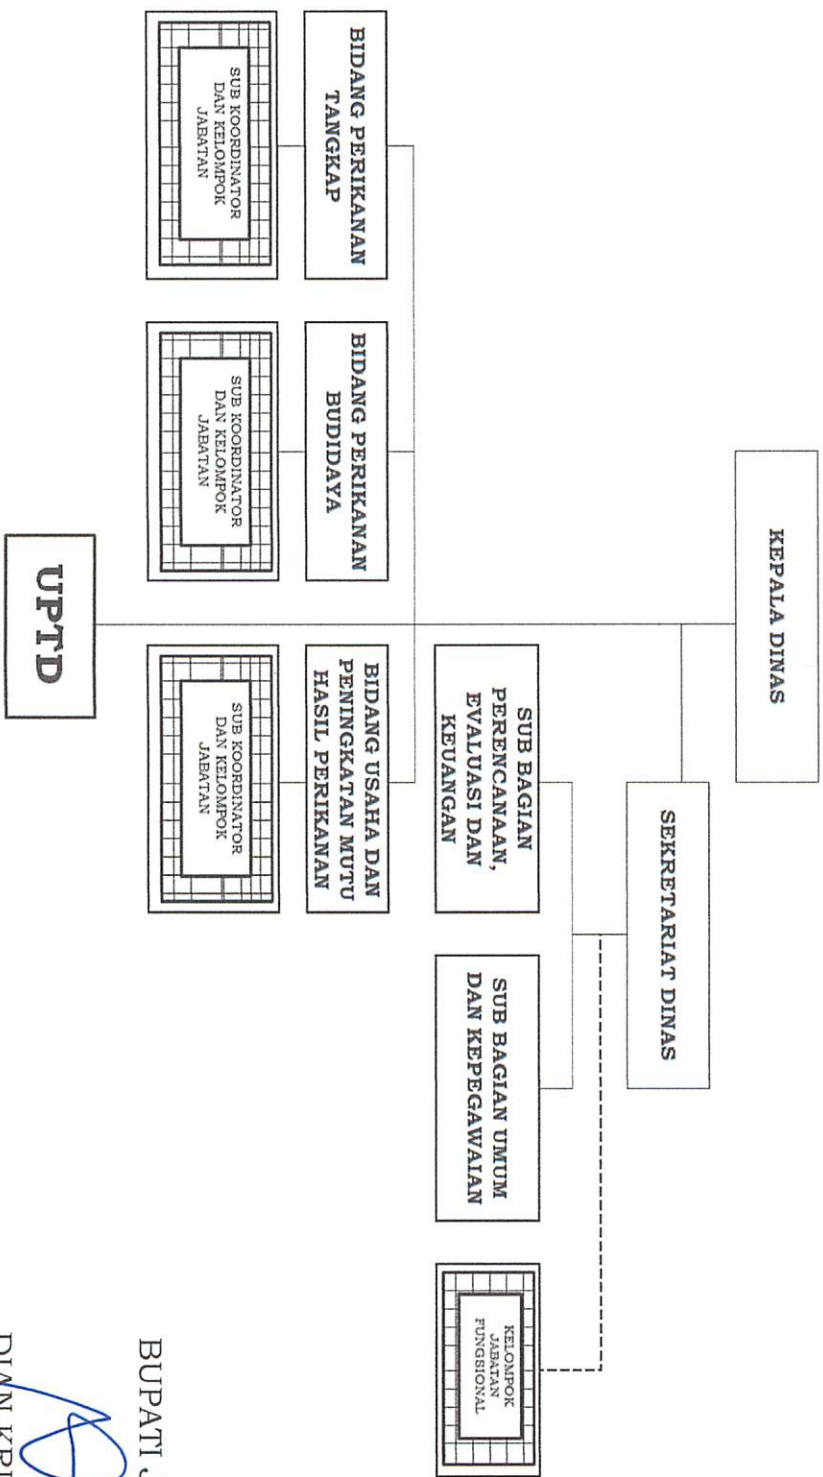 KEPALA DINAS
SEKRETARIAT DINAS
SUB BAGIAN
PERENCANAAN,
EVALUASI DAN
KEUANGAN
SUB BAGIAN UMUM
DAN KEPEGAWAIAN
KELOMPOK
JABATAN
FUNGSIONAL
BIDANG PERIKANAN
TANGKAP
BIDANG PERIKANAN
BUDIDAYA
BIDANG USAHA DAN
PENINGKATAN MUTU
HASIL PERIKANAN
SUB KOORDINATOR
DAN KELOMPOK
JABATAN
SUB KOORDINATOR
DAN KELOMPOK
JABATAN
SUB KOORDINATOR
DAN KELOMPOK
JABATAN
UPTD
BUPATI J
DIAN KRI